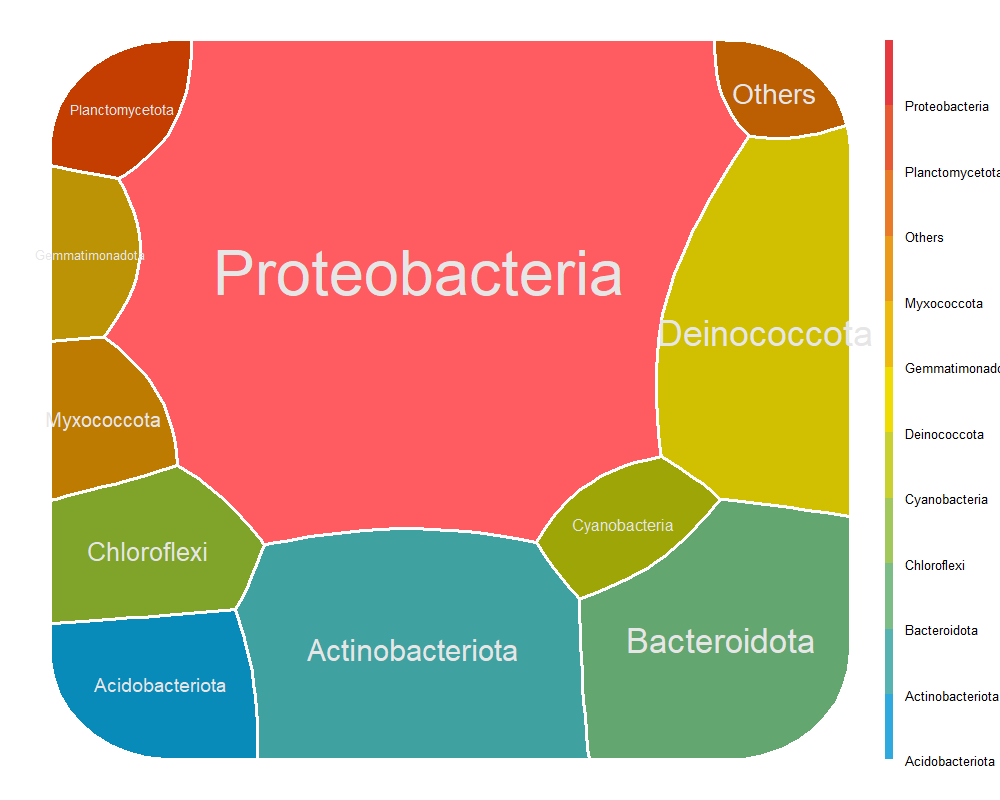 Planctomycetota
Others
Gemmatimonadota
Proteobacteria
Deinococcota
Myxococcota
Chloroflexi
Cyanobacteria
Acidobacteriota
Actinobacteriota
Bacteroidota
Proteobacteria
Planctomycetota
Others
Myxococcota
Gemmatimonado
Deinococcota
Cyanobacteria
Chloroflexi
Bacteroidota
Actinobacteriota
Acidobacteriota